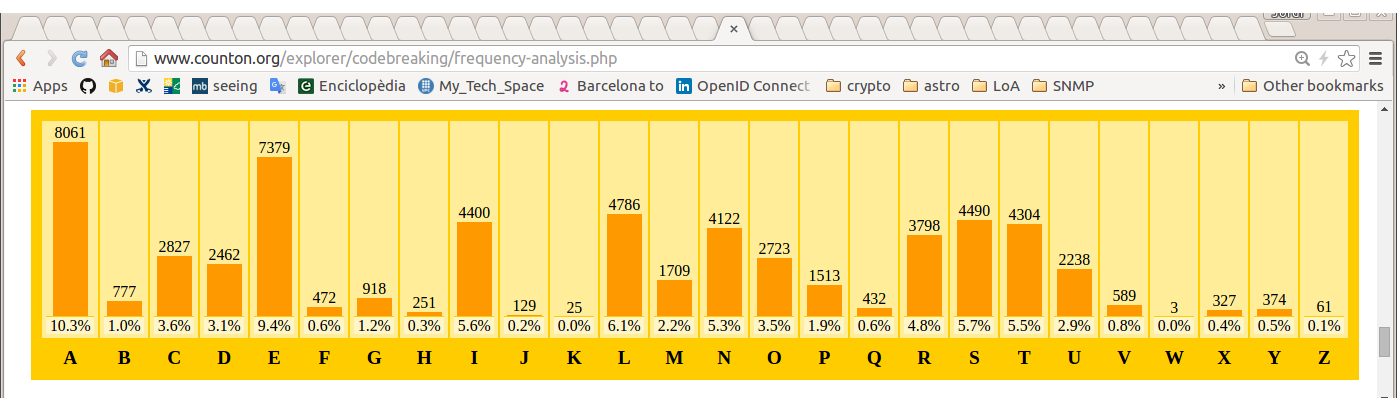 ×
www.counton.org/explorer/codebreaking/frequency-analysis.php
Apps mb seeing Enciclopèdia My_Tech_Space Barcelona to in OpenID Connect crypto astro LoA SNMP » Other bookmarks
8061 777 2827 2462 7379 472 918 251 4400 129 25 4786 1709 4122 2723 1513 432 3798 4490 4304 2238 589 3 327 374 61
10.3% 1.0% 3.6% 3.1% 9.4% 0.6% 1.2% 0.3% 5.6% 0.2% 0.0% 6.1% 2.2% 5.3% 3.5% 1.9% 0.6% 4.8% 5.7% 5.5% 2.9% 0.8% 0.0% 0.4% 0.5% 0.1%
A B C D E F G H I J K L M N O P Q R S T U V W X Y Z